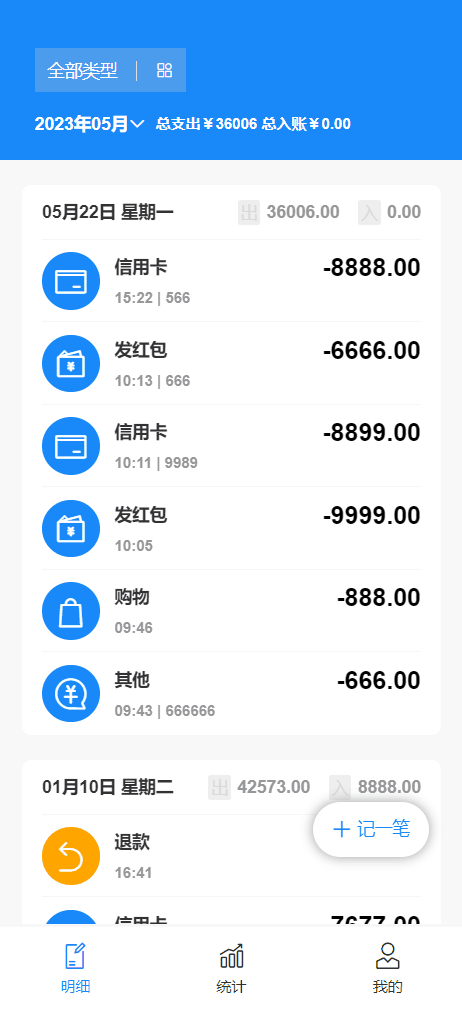 全部类型
2023年05月 总支出￥36006 总入账￥0.00
05月22日 星期一 出 36006.00 入 0.00
信用卡 -8888.00
15:22 | 566
发红包 -6666.00
10:13 | 666
信用卡 -8899.00
10:11 | 9989
发红包 -9999.00
10:05
购物 -888.00
09:46
其他 -666.00
09:43 | 666666
01月10日 星期二 出 42573.00 入 8888.00
退款
16:41
记一笔
信用卡 7677.00
明细 统计 我的